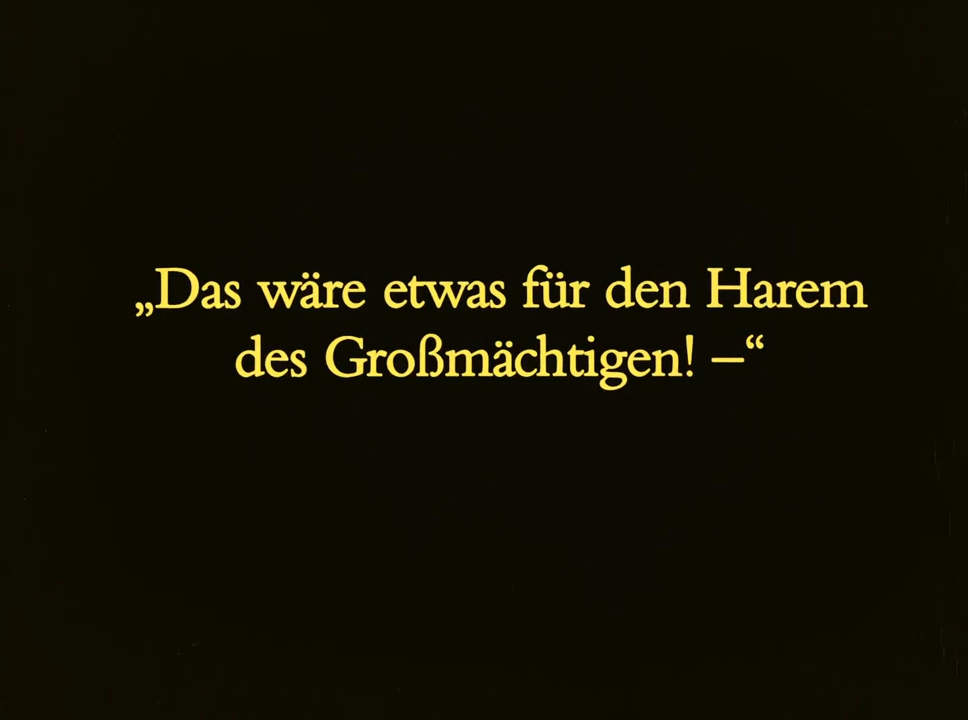 „Das wäre etwas für den Harem
des Großmächtigen! –“